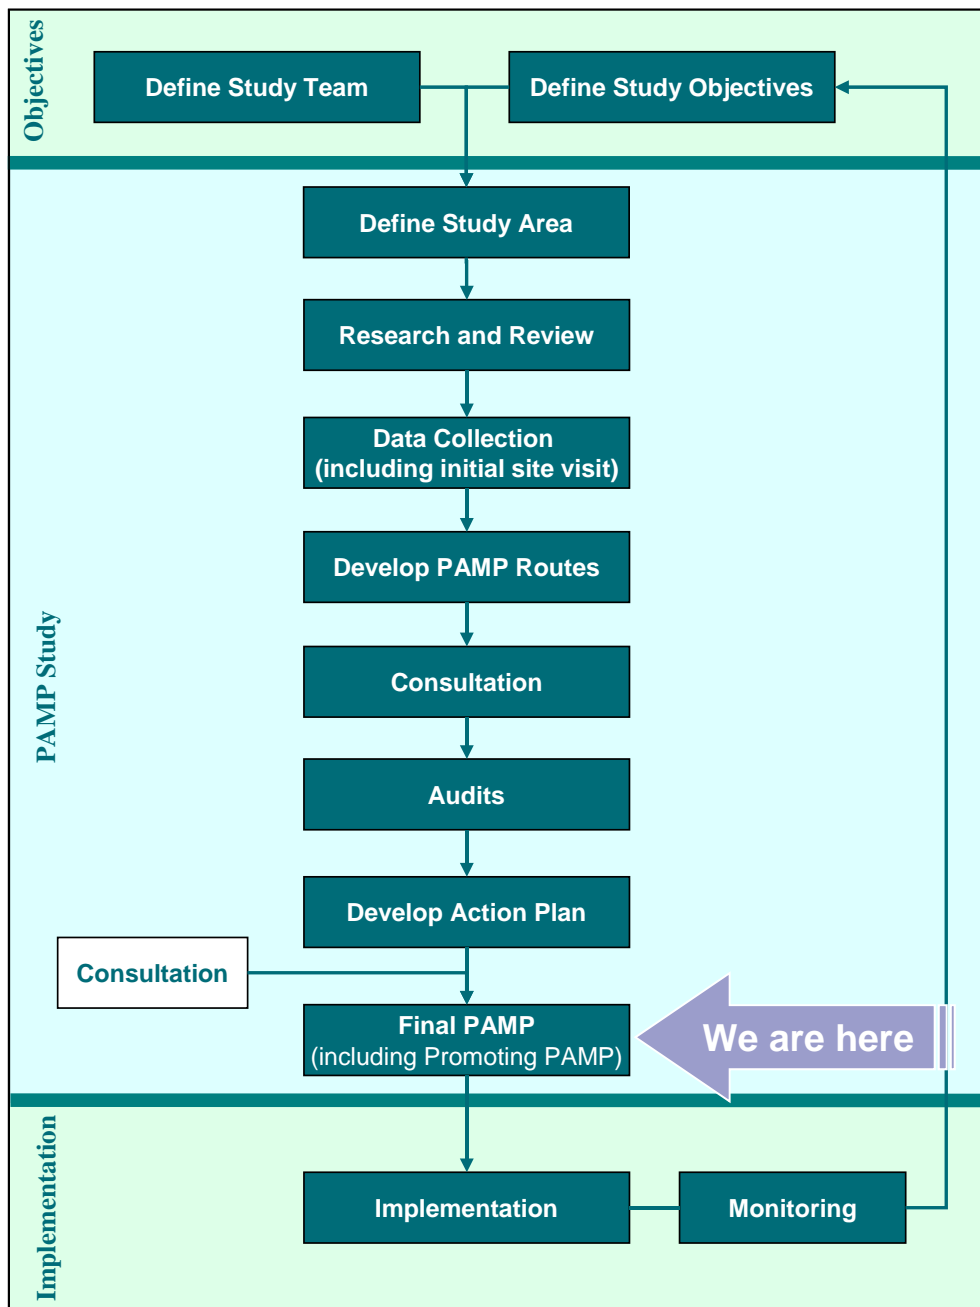 Objectives
Define Study Team
Define Study Objectives
PAMP Study
Define Study Area
Research and Review
Data Collection
(including initial site visit)
Develop PAMP Routes
Consultation
Audits
Develop Action Plan
Consultation
Final PAMP
(including Promoting PAMP)
We are here
Implementation
Implementation
Monitoring